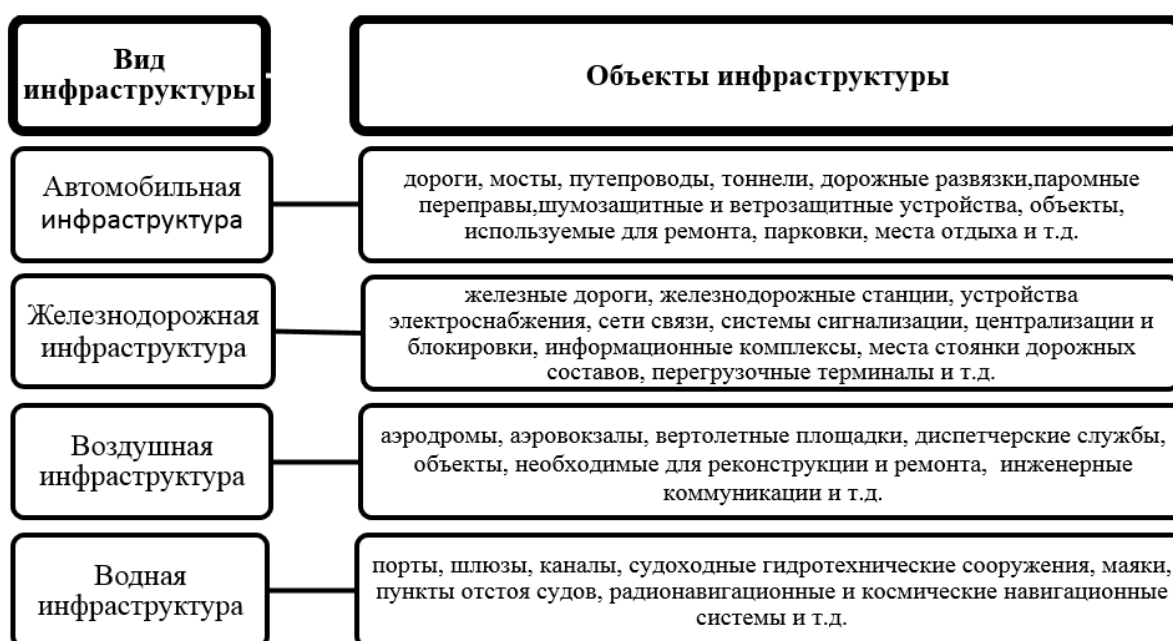 Вид
инфраструктуры
Объекты инфраструктуры
Автомобильная
инфраструктура
дороги, мосты, путепроводы, тоннели, дорожные развязки,паромные
переправы,шумозащитные и ветрозащитные устройства, объекты,
используемые для ремонта, парковки, места отдыха и т.д.
Железнодорожная
инфраструктура
железные дороги, железнодорожные станции, устройства
электроснабжения, сети связи, системы сигнализации, централизации и
блокировки, информационные комплексы, места стоянки дорожных
составов, перегрузочные терминалы и т.д.
Воздушная
инфраструктура
аэродромы, аэровокзалы, вертолетные площадки, диспетчерские службы,
объекты, необходимые для реконструкции и ремонта, инженерные
коммуникации и т.д.
Водная
инфраструктура
порты, шлюзы, каналы, судоходные гидротехнические сооружения, маяки,
пункты отстоя судов, радионавигационные и космические навигационные
системы и т.д.